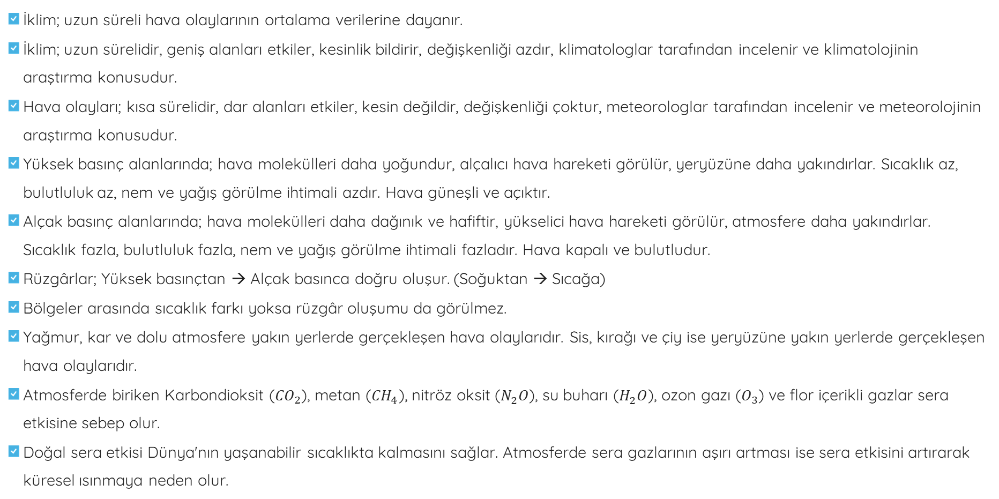 İklim; uzun süreli hava olaylarının ortalama verilerine dayanır.
İklim; uzun sürelidir, geniş alanları etkiler, kesinlik bildirir, değişkenliği azdır, klimatologlar tarafından incelenir ve klimatolojinin
araştırma konusudur.
Hava olayları; kısa sürelidir, dar alanları etkiler, kesin değildir, değişkenliği çoktur, meteorologlar tarafından incelenir ve meteorolojinin
araştırma konusudur.
Yüksek basınç alanlarında; hava molekülleri daha yoğundur, alçalıcı hava hareketi görülür, yeryüzüne daha yakındırlar. Sıcaklık az,
bulutluluk az, nem ve yağış görülme ihtimali azdır. Hava güneşli ve açıktır.
Alçak basınç alanlarında; hava molekülleri daha dağınık ve hafiftir, yükselici hava hareketi görülür, atmosfere daha yakındırlar.
Sıcaklık fazla, bulutluluk fazla, nem ve yağış görülme ihtimali fazladır. Hava kapalı ve bulutludur.
Rüzgârlar; Yüksek basınçtan → Alçak basınca doğru oluşur. (Soğuktan → Sıcağa)
Bölgeler arasında sıcaklık farkı yoksa rüzgâr oluşumu da görülmez.
Yağmur, kar ve dolu atmosfere yakın yerlerde gerçekleşen hava olaylarıdır. Sis, kırağı ve çiy ise yeryüzüne yakın yerlerde gerçekleşen
hava olaylarıdır.
Atmosferde biriken Karbondioksit (CO₂), metan (CH₄), nitröz oksit (N₂O), su buharı (H₂O), ozon gazı (O₃) ve flor içerikli gazlar sera
etkisine sebep olur.
Doğal sera etkisi Dünya'nın yaşanabilir sıcaklıkta kalmasını sağlar. Atmosferde sera gazlarının aşırı artması ise sera etkisini artırarak
küresel ısınmaya neden olur.